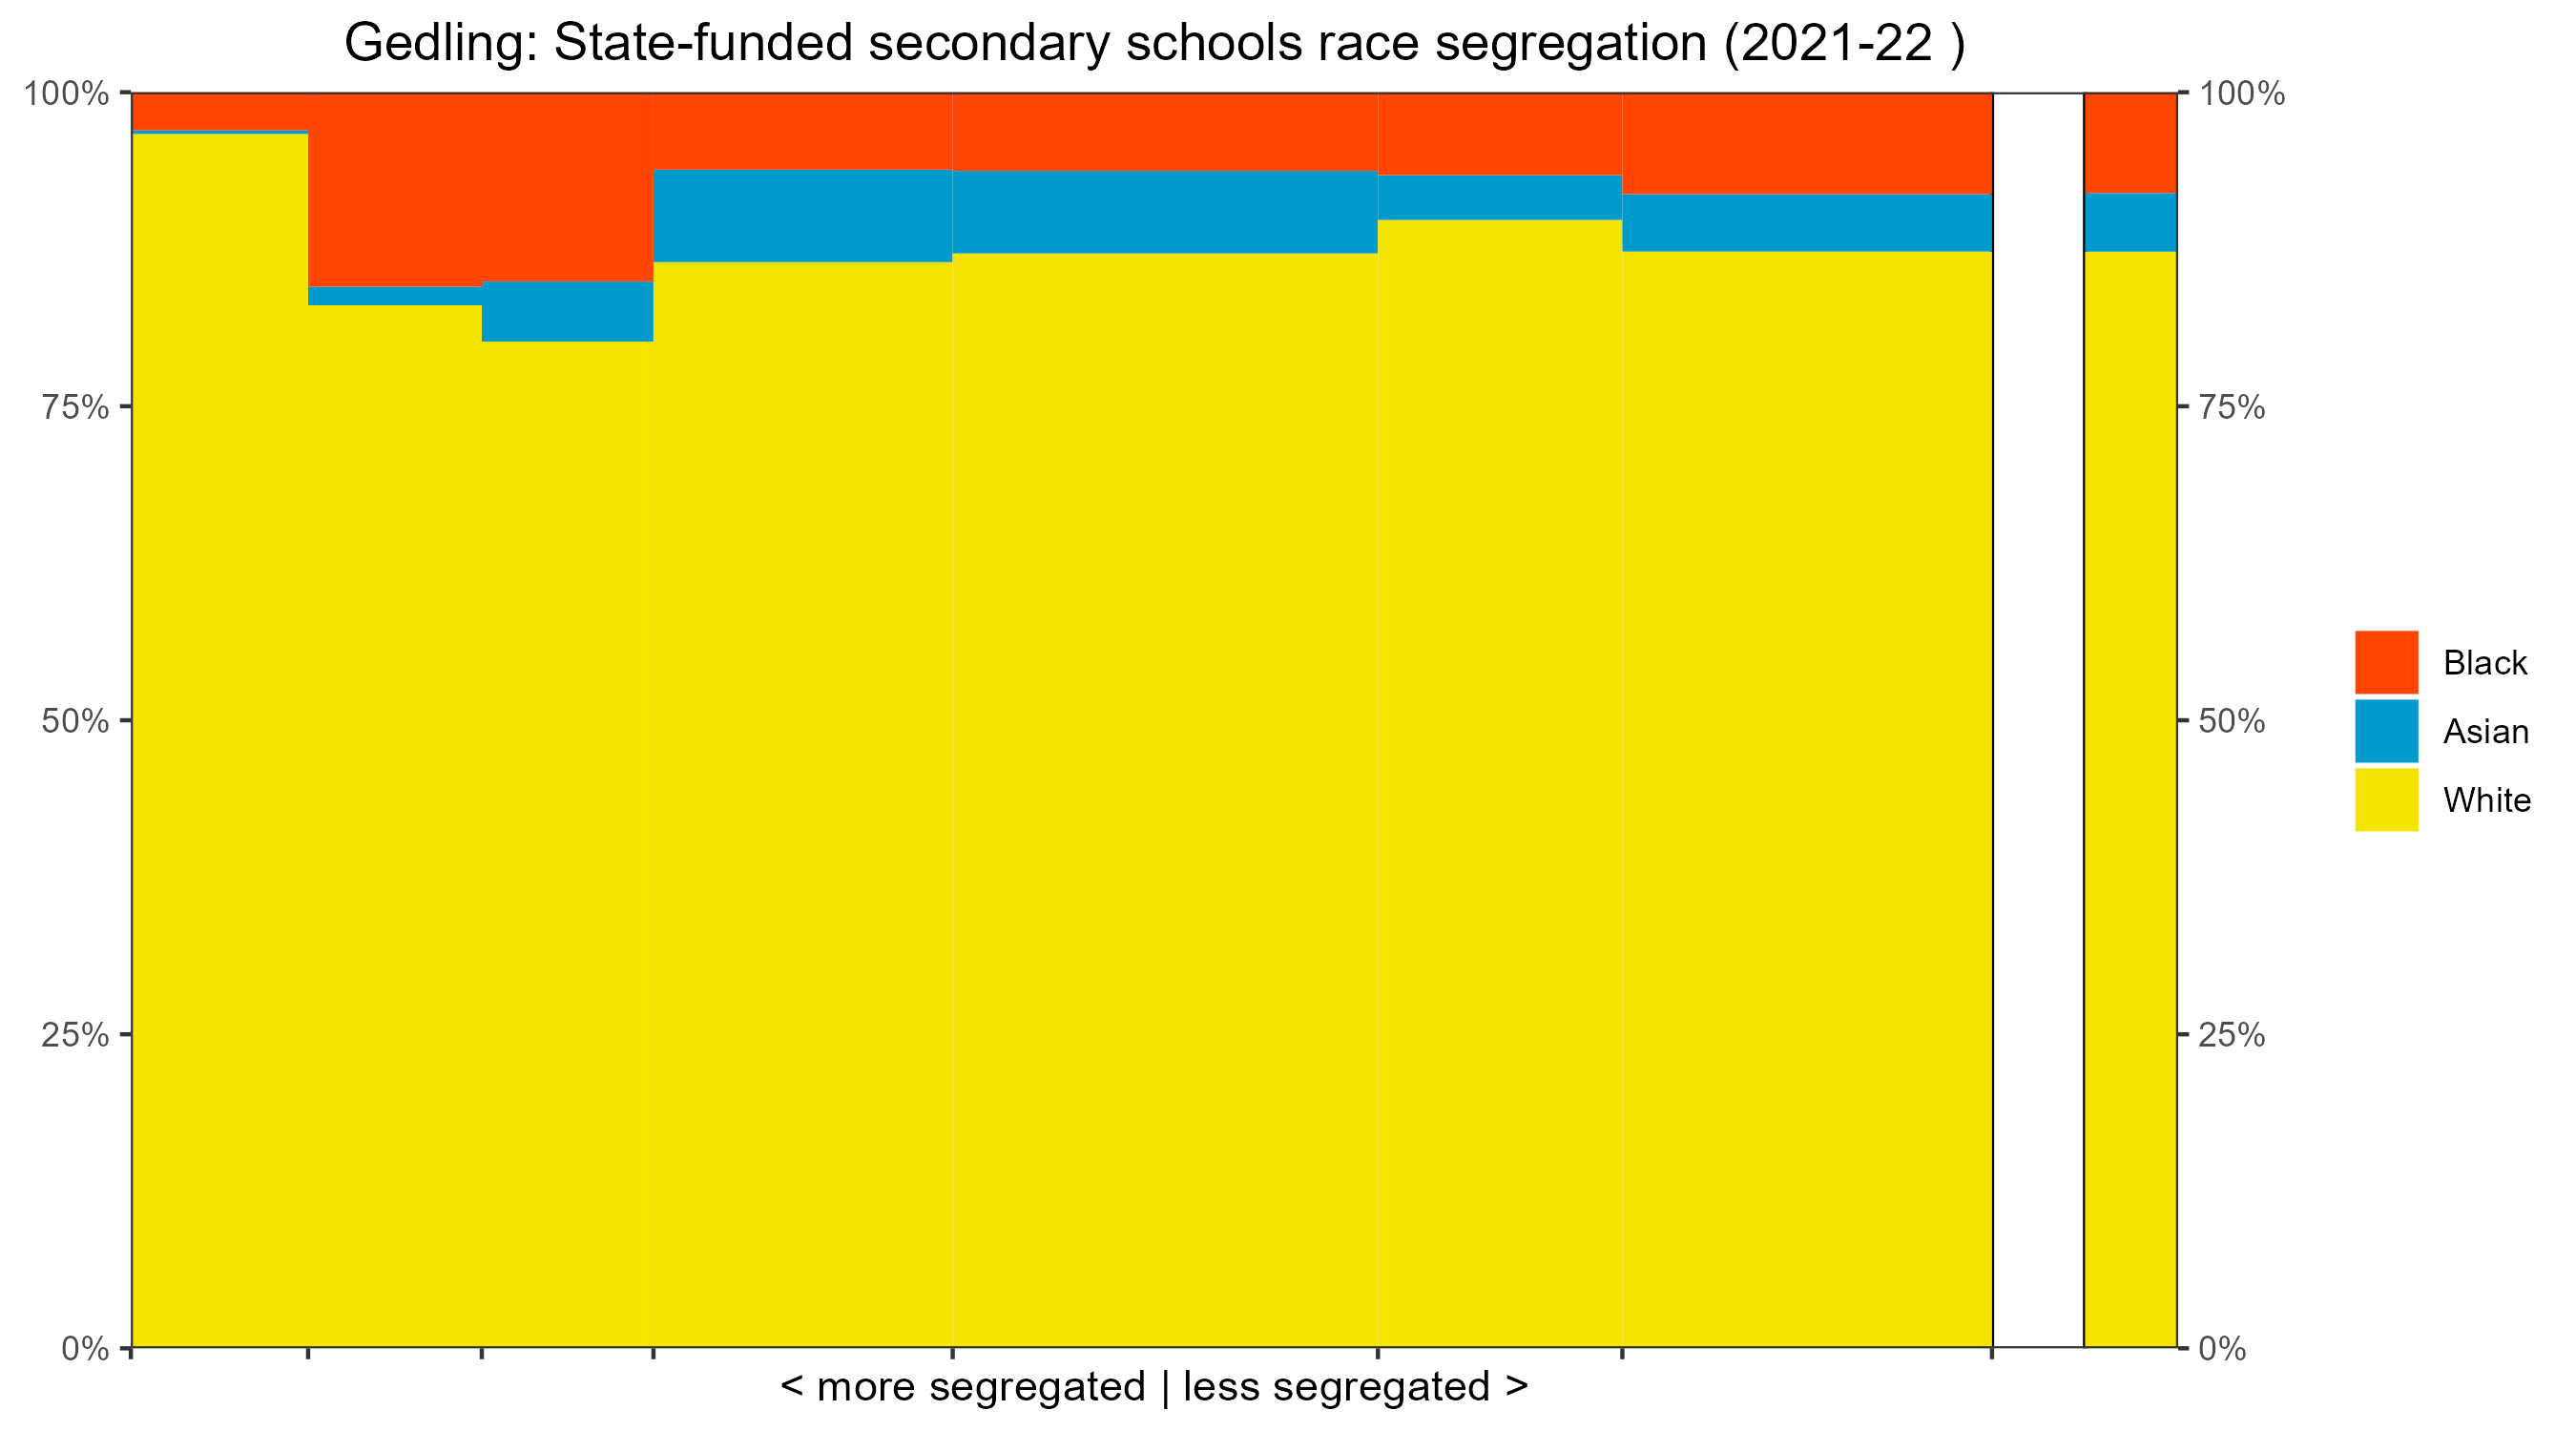 Gedling: State-funded secondary schools race segregation (2021-22 )
100%
75%
50%
25%
0%
100%
75%
50%
25%
0%
Black
Asian
White
< more segregated | less segregated >